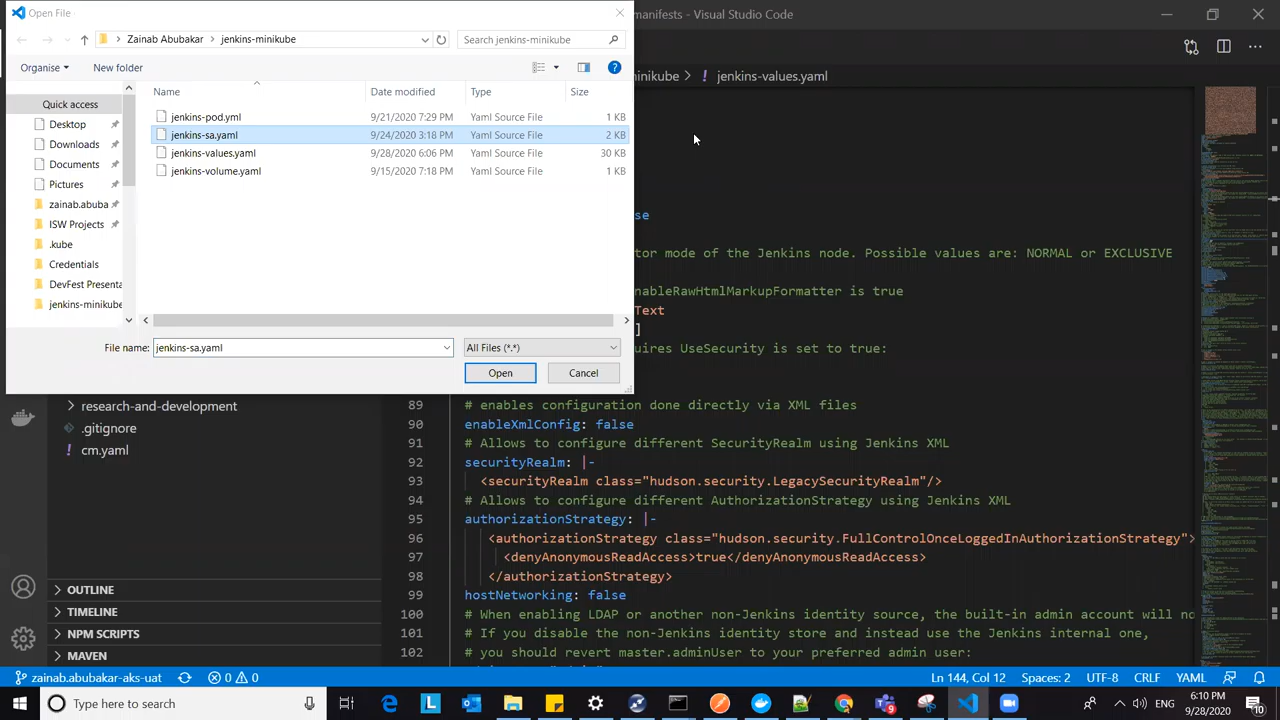 Open File
manifests - Visual Studio Code
Zainab Abubakar > jenkins-minikube
Search jenkins-minikube
Organise
New folder
minikube > ! jenkins-values.yaml
Name Date modified Type Size
Quick access
Desktop
Downloads
Documents
Pictures
zainab.abuba
ISW Projects
.kube
Credentials
DevFest Presenta
jenkins-minikube
jenkins-pod.yml 9/21/2020 7:29 PM Yaml Source File 1 KB
jenkins-sa.yaml 9/24/2020 3:18 PM Yaml Source File 2 KB
jenkins-values.yaml 9/28/2020 6:06 PM Yaml Source File 30 KB
jenkins-volume.yaml 9/15/2020 7:18 PM Yaml Source File 1 KB
File name: jenkins-sa.yaml
All Files (*.*)
Open
Cancel
se
tor mode of the Jenkins node. Possible values are: NORMAL or EXCLUSIVE
nableRawHtmlMarkupFormatter is true
Text
]
uires UseSecurity is set to true:
research-and-development
.gitignore
! cm.yaml
OUTLINE
TIMELINE
NPM SCRIPTS
MAVEN
89 # enables configuration done directly via XML files
90 enableXmlConfig: false
91 # Allows to configure different SecurityRealm using Jenkins XML
92 securityRealm: |-
93 <securityRealm class="hudson.security.LegacySecurityRealm"/>
94 # Allows to configure different AuthorizationStrategy using Jenkins XML
95 authorizationStrategy: |-
96 <authorizationStrategy class="hudson.security.FullControlOnceLoggedInAuthorizationStrategy">
97 <denyAnonymousReadAccess>true</denyAnonymousReadAccess>
98 </authorizationStrategy>
99 hostNetworking: false
100 # When enabling LDAP or another non-Jenkins identity source, the built-in admin account will no
101 # If you disable the non-Jenkins identity store and instead use the Jenkins internal one,
102 # you should revert master.adminUser to your preferred admin user:
zainab.abubakar-aks-uat
0 0
Ln 144, Col 12
Spaces: 2
UTF-8
CRLF
YAML
Type here to search
ENG
6:10 PM
9/28/2020
10